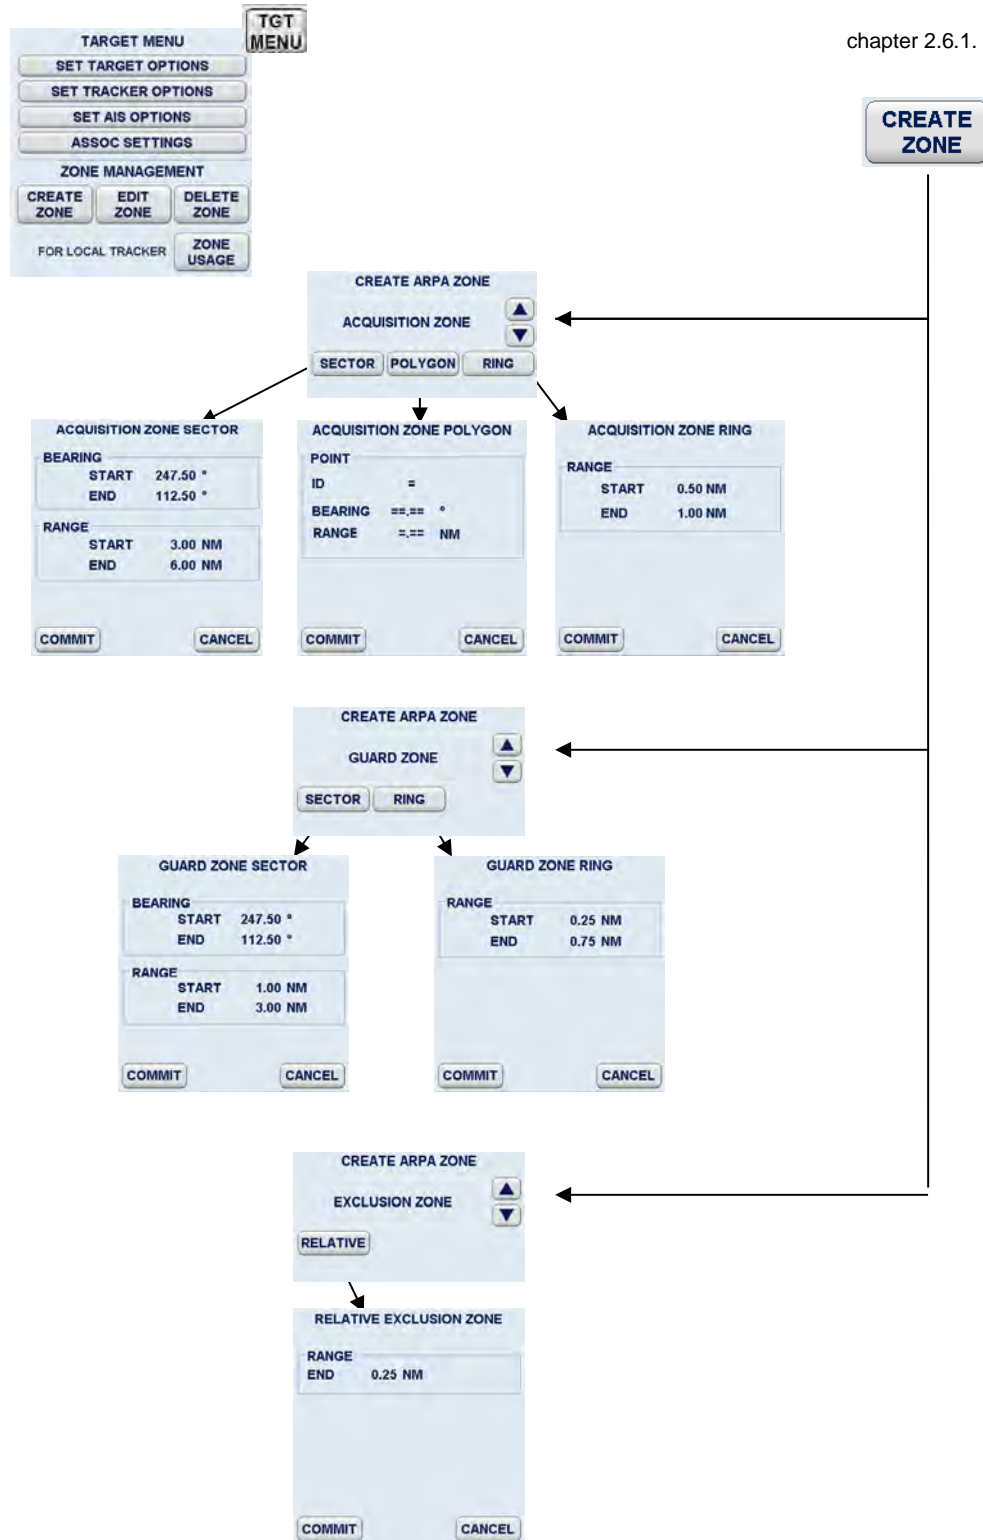 TGT
MENU
chapter 2.6.1.
TARGET MENU
SET TARGET OPTIONS
SET TRACKER OPTIONS
SET AIS OPTIONS
ASSOC SETTINGS
ZONE MANAGEMENT
CREATE ZONE
EDIT ZONE
DELETE ZONE
FOR LOCAL TRACKER
ZONE USAGE
CREATE
ZONE
CREATE ARPA ZONE
ACQUISITION ZONE
SECTOR POLYGON RING
ACQUISITION ZONE SECTOR
BEARING
START 247.50 °
END 112.50 °
RANGE
START 3.00 NM
END 6.00 NM
COMMIT CANCEL
ACQUISITION ZONE POLYGON
POINT
ID =
BEARING ==.== °
RANGE =.== NM
COMMIT CANCEL
ACQUISITION ZONE RING
RANGE
START 0.50 NM
END 1.00 NM
COMMIT CANCEL
CREATE ARPA ZONE
GUARD ZONE
SECTOR RING
GUARD ZONE SECTOR
BEARING
START 247.50 °
END 112.50 °
RANGE
START 1.00 NM
END 3.00 NM
COMMIT CANCEL
GUARD ZONE RING
RANGE
START 0.25 NM
END 0.75 NM
COMMIT CANCEL
CREATE ARPA ZONE
EXCLUSION ZONE
RELATIVE
RELATIVE EXCLUSION ZONE
RANGE
END 0.25 NM
COMMIT CANCEL